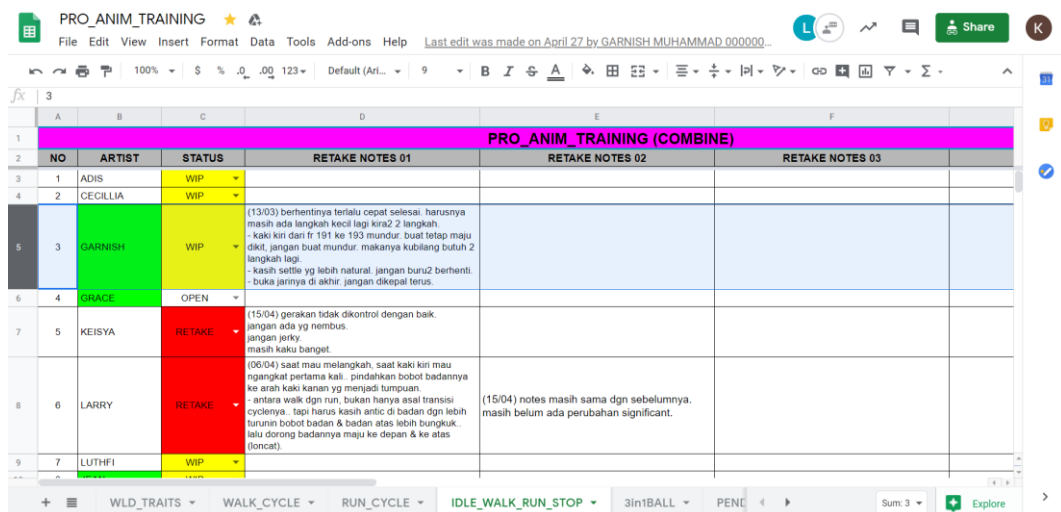 PRO_ANIM_TRAINING
File Edit View Insert Format Data Tools Add-ons Help Last edit was made on April 27 by GARNISH MUHAMMAD 000000...
L
Share
K
100% $ % .0 .00 123 Default (Ari... 9 B I S A
31
fx 3
A B C D E F
1 PRO_ANIM_TRAINING (COMBINE)
2 NO ARTIST STATUS RETAKE NOTES 01 RETAKE NOTES 02 RETAKE NOTES 03
3 1 ADIS WIP
4 2 CECILLIA WIP
5 3 GARNISH WIP
(13/03) berhentinya terlalu cepat selesai. harusnya
masih ada langkah kecil lagi kira2 2 langkah.
- kaki kiri dari fr 191 ke 193 mundur. buat tetap maju
dikit, jangan buat mundur. makanya kubilang butuh 2
langkah lagi.
- kasih settle yg lebih natural. jangan buru2 berhenti.
- buka jarinya di akhir. jangan dikepal terus.
6 4 GRACE OPEN
7 5 KEISYA RETAKE
(15/04) gerakan tidak dikontrol dengan baik.
jangan ada yg nembus.
jangan jerky.
masih kaku banget.
8 6 LARRY RETAKE
(06/04) saat mau melangkah, saat kaki kiri mau
ngangkat pertama kali.. pindahkan bobot badannya
ke arah kaki kanan yg menjadi tumpuan.
- antara walk dgn run, bukan hanya asal transisi
cyclenya.. tapi harus kasih antic di badan dgn lebih
turunin bobot badan & badan atas lebih bungkuk..
lalu dorong badannya maju ke depan & ke atas
(loncat).
(15/04) notes masih sama dgn sebelumnya.
masih belum ada perubahan significant.
9 7 LUTHFI WIP
WLD_TRAITS WALK_CYCLE RUN_CYCLE IDLE_WALK_RUN_STOP 3in1BALL PEND
Sum: 3 Explore